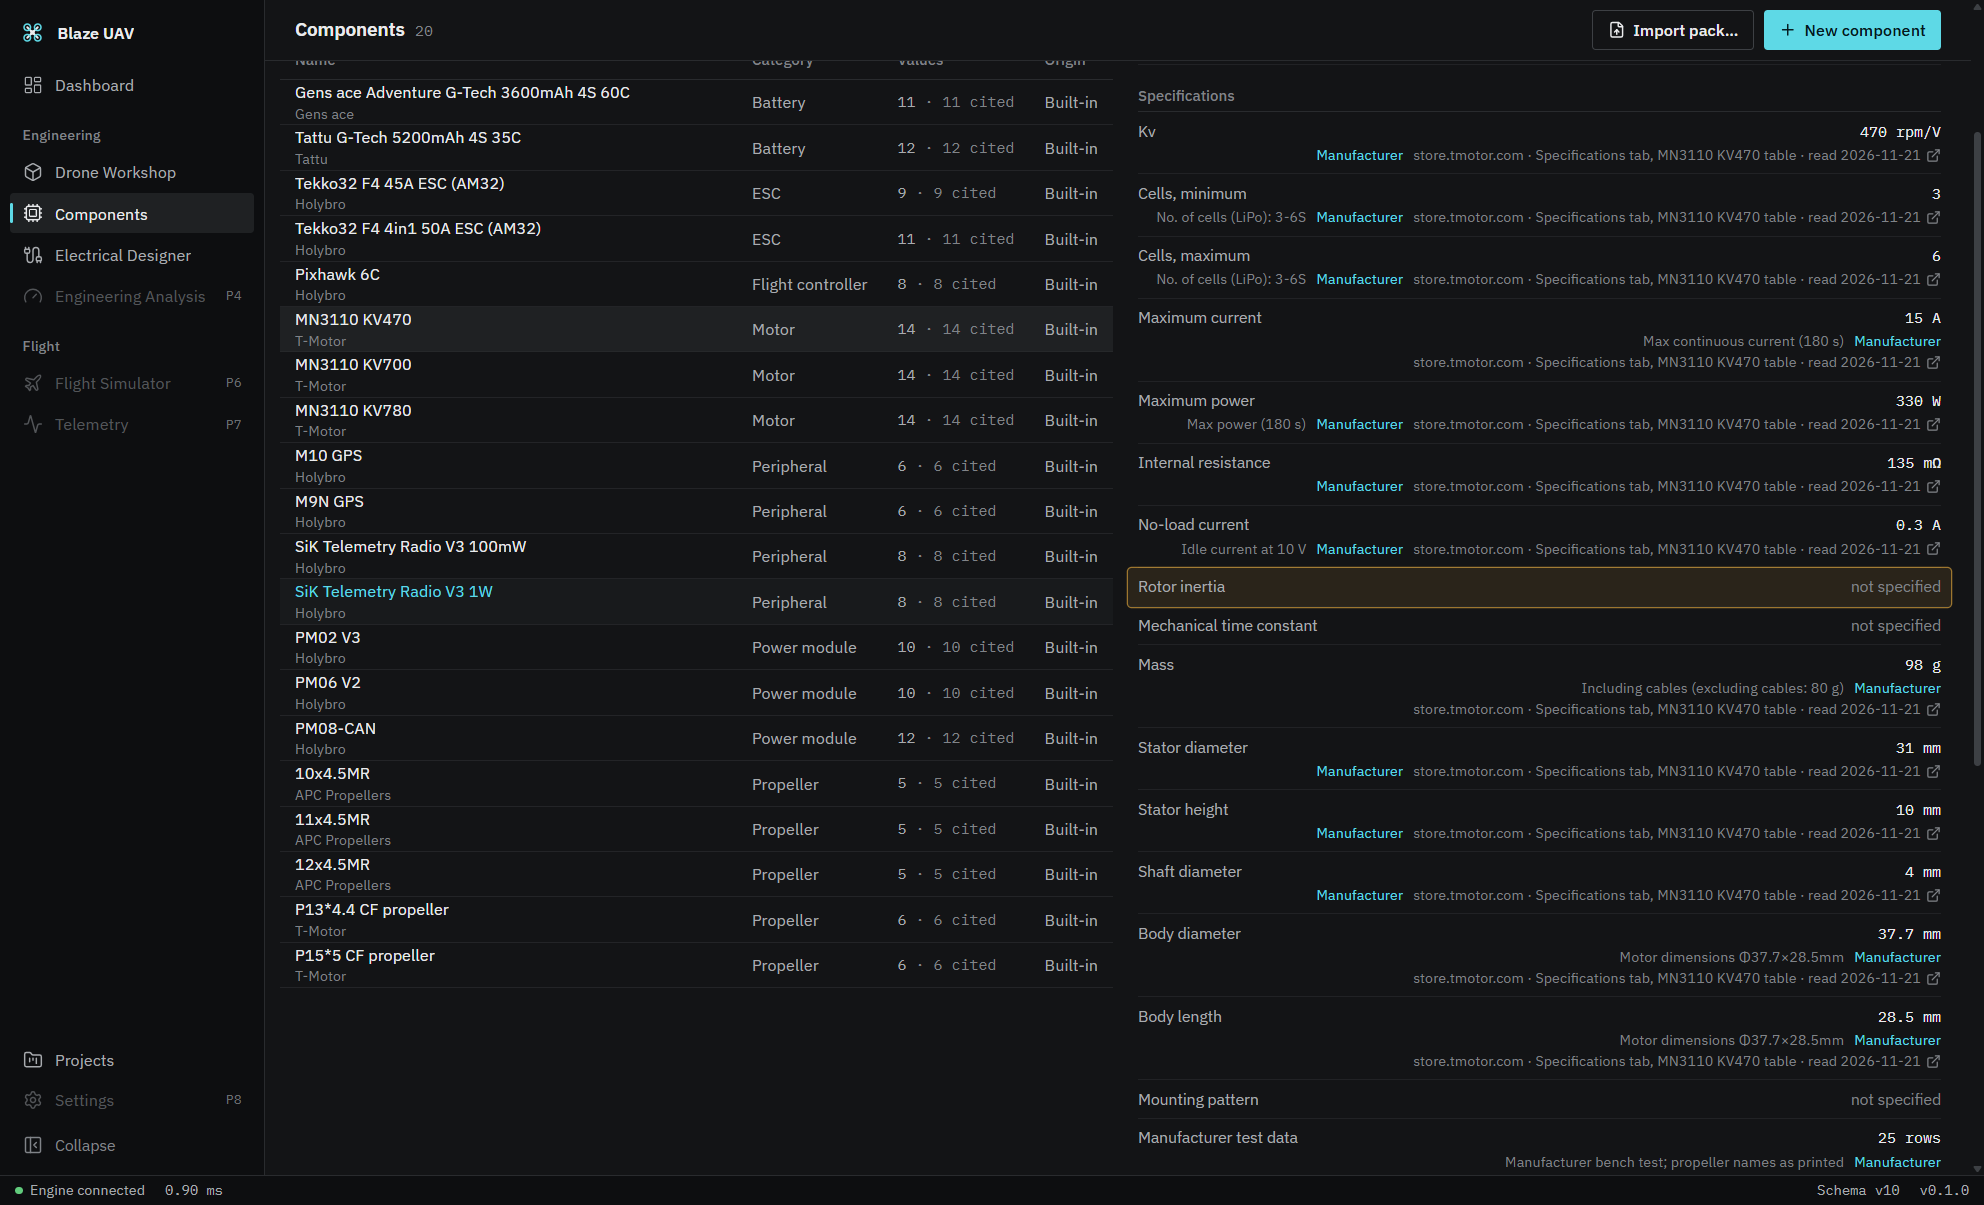 Blaze UAV
Dashboard
Engineering
Drone Workshop
Components
Electrical Designer
Engineering Analysis P4
Flight
Flight Simulator P6
Telemetry P7
Projects
Settings P8
Collapse
Components 20
Import pack...
New component
Name Category Values Origin
Gens ace Adventure G-Tech 3600mAh 4S 60C
Gens ace
Battery 11 · 11 cited Built-in
Tattu G-Tech 5200mAh 4S 35C
Tattu
Battery 12 · 12 cited Built-in
Tekko32 F4 45A ESC (AM32)
Holybro
ESC 9 · 9 cited Built-in
Tekko32 F4 4in1 50A ESC (AM32)
Holybro
ESC 11 · 11 cited Built-in
Pixhawk 6C
Holybro
Flight controller 8 · 8 cited Built-in
MN3110 KV470
T-Motor
Motor 14 · 14 cited Built-in
MN3110 KV700
T-Motor
Motor 14 · 14 cited Built-in
MN3110 KV780
T-Motor
Motor 14 · 14 cited Built-in
M10 GPS
Holybro
Peripheral 6 · 6 cited Built-in
M9N GPS
Holybro
Peripheral 6 · 6 cited Built-in
SiK Telemetry Radio V3 100mW
Holybro
Peripheral 8 · 8 cited Built-in
SiK Telemetry Radio V3 1W
Holybro
Peripheral 8 · 8 cited Built-in
PM02 V3
Holybro
Power module 10 · 10 cited Built-in
PM06 V2
Holybro
Power module 10 · 10 cited Built-in
PM08-CAN
Holybro
Power module 12 · 12 cited Built-in
10x4.5MR
APC Propellers
Propeller 5 · 5 cited Built-in
11x4.5MR
APC Propellers
Propeller 5 · 5 cited Built-in
12x4.5MR
APC Propellers
Propeller 5 · 5 cited Built-in
P13*4.4 CF propeller
T-Motor
Propeller 6 · 6 cited Built-in
P15*5 CF propeller
T-Motor
Propeller 6 · 6 cited Built-in
Specifications
Kv 470 rpm/V
Manufacturer store.tmotor.com · Specifications tab, MN3110 KV470 table · read 2026-11-21
Cells, minimum 3
No. of cells (LiPo): 3-6S Manufacturer store.tmotor.com · Specifications tab, MN3110 KV470 table · read 2026-11-21
Cells, maximum 6
No. of cells (LiPo): 3-6S Manufacturer store.tmotor.com · Specifications tab, MN3110 KV470 table · read 2026-11-21
Maximum current 15 A
Max continuous current (180 s) Manufacturer
store.tmotor.com · Specifications tab, MN3110 KV470 table · read 2026-11-21
Maximum power 330 W
Max power (180 s) Manufacturer store.tmotor.com · Specifications tab, MN3110 KV470 table · read 2026-11-21
Internal resistance 135 mΩ
Manufacturer store.tmotor.com · Specifications tab, MN3110 KV470 table · read 2026-11-21
No-load current 0.3 A
Idle current at 10 V Manufacturer store.tmotor.com · Specifications tab, MN3110 KV470 table · read 2026-11-21
Rotor inertia not specified
Mechanical time constant not specified
Mass 98 g
Including cables (excluding cables: 80 g) Manufacturer
store.tmotor.com · Specifications tab, MN3110 KV470 table · read 2026-11-21
Stator diameter 31 mm
Manufacturer store.tmotor.com · Specifications tab, MN3110 KV470 table · read 2026-11-21
Stator height 10 mm
Manufacturer store.tmotor.com · Specifications tab, MN3110 KV470 table · read 2026-11-21
Shaft diameter 4 mm
Manufacturer store.tmotor.com · Specifications tab, MN3110 KV470 table · read 2026-11-21
Body diameter 37.7 mm
Motor dimensions Φ37.7×28.5mm Manufacturer
store.tmotor.com · Specifications tab, MN3110 KV470 table · read 2026-11-21
Body length 28.5 mm
Motor dimensions Φ37.7×28.5mm Manufacturer
store.tmotor.com · Specifications tab, MN3110 KV470 table · read 2026-11-21
Mounting pattern not specified
Manufacturer test data 25 rows
Manufacturer bench test; propeller names as printed Manufacturer
Engine connected 0.90 ms
Schema v10 v0.1.0